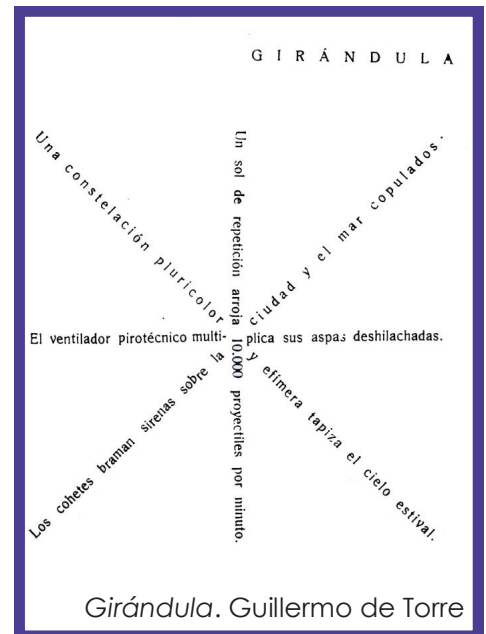 GIRÁNDULA
Una constelación pluricolor y efímera tapiza el cielo estival.
Un sol de repetición arroja 10.000 proyectiles por minuto.
Los cohetes braman sirenas sobre la ciudad y el mar copulados.
El ventilador pirotécnico multi-plica sus aspas deshilachadas.
Girándula. Guillermo de Torre